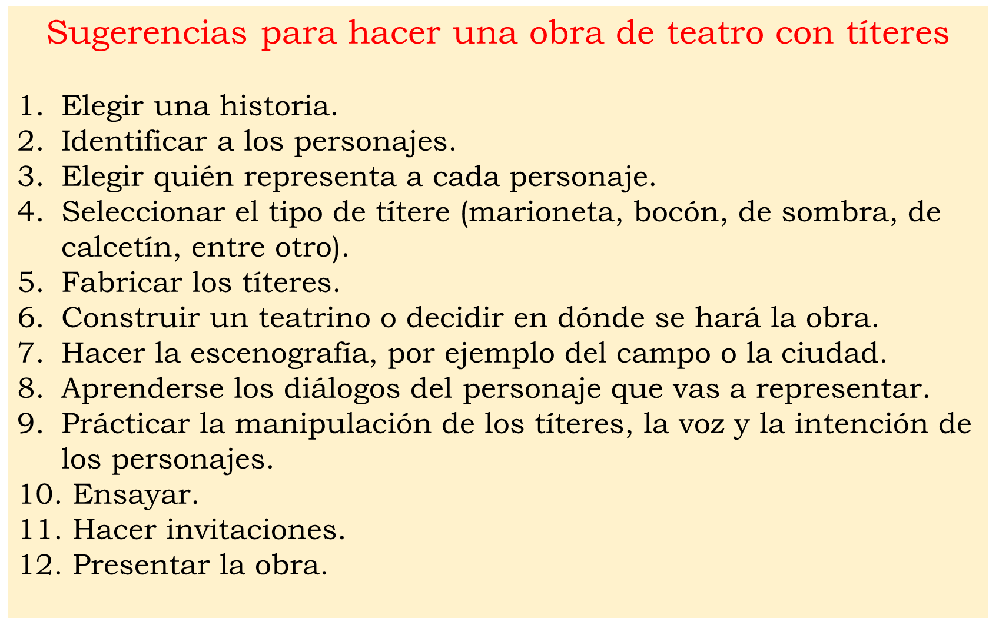 Sugerencias para hacer una obra de teatro con títeres
1. Elegir una historia.
2. Identificar a los personajes.
3. Elegir quién representa a cada personaje.
4. Seleccionar el tipo de títere (marioneta, bocón, de sombra, de
calcetín, entre otro).
5. Fabricar los títeres.
6. Construir un teatrino o decidir en dónde se hará la obra.
7. Hacer la escenografía, por ejemplo del campo o la ciudad.
8. Aprenderse los diálogos del personaje que vas a representar.
9. Prácticar la manipulación de los títeres, la voz y la intención de
los personajes.
10. Ensayar.
11. Hacer invitaciones.
12. Presentar la obra.